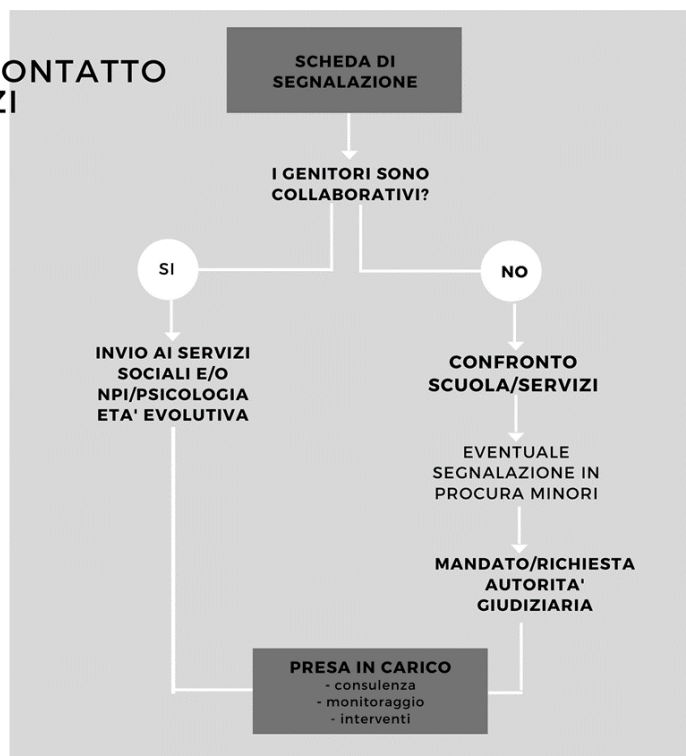 ONTATTO
ZI
SCHEDA DI
SEGNALAZIONE
I GENITORI SONO
COLLABORATIVI?
SI
NO
INVIO AI SERVIZI
SOCIALI E/O
NPI/PSICOLOGIA
ETA' EVOLUTIVA
CONFRONTO
SCUOLA/SERVIZI
EVENTUALE
SEGNALAZIONE IN
PROCURA MINORI
MANDATO/RICHIESTA
AUTORITA'
GIUDIZIARIA
PRESA IN CARICO
- consulenza
- monitoraggio
- interventi